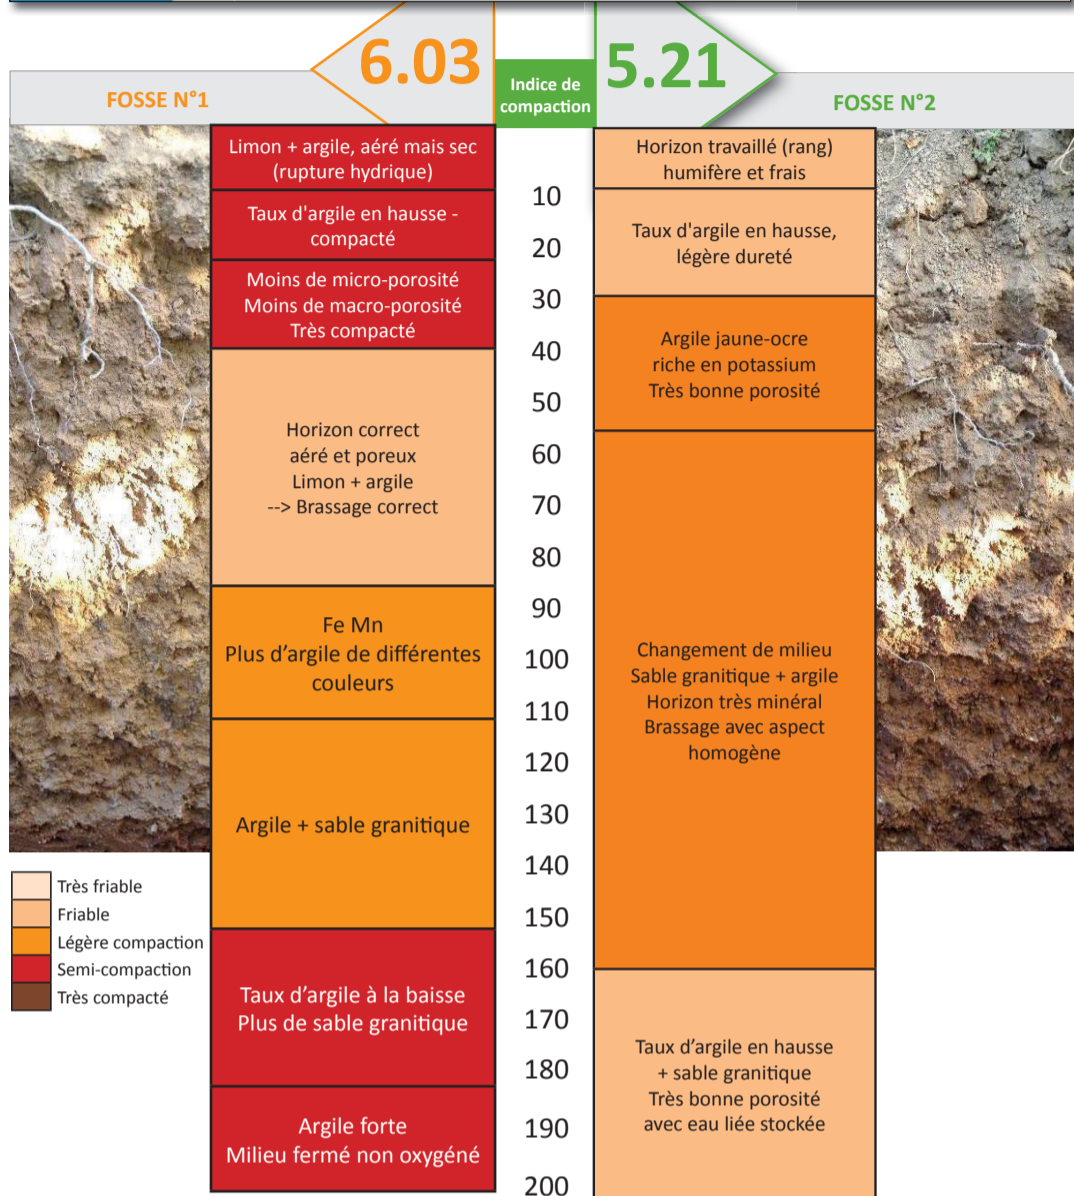 6.03
Indice de
compaction
5.21
FOSSE N°1
FOSSE N°2
Limon + argile, aéré mais sec
(rupture hydrique)
Taux d'argile en hausse -
compacté
Moins de micro-porosité
Moins de macro-porosité
Très compacté
Horizon correct
aéré et poreux
Limon + argile
--> Brassage correct
Fe Mn
Plus d’argile de différentes
couleurs
Argile + sable granitique
Taux d’argile à la baisse
Plus de sable granitique
Argile forte
Milieu fermé non oxygéné
10
20
30
40
50
60
70
80
90
100
110
120
130
140
150
160
170
180
190
200
Horizon travaillé (rang)
humifère et frais
Taux d'argile en hausse,
légère dureté
Argile jaune-ocre
riche en potassium
Très bonne porosité
Changement de milieu
Sable granitique + argile
Horizon très minéral
Brassage avec aspect
homogène
Taux d’argile en hausse
+ sable granitique
Très bonne porosité
avec eau liée stockée
Très friable
Friable
Légère compaction
Semi-compaction
Très compacté